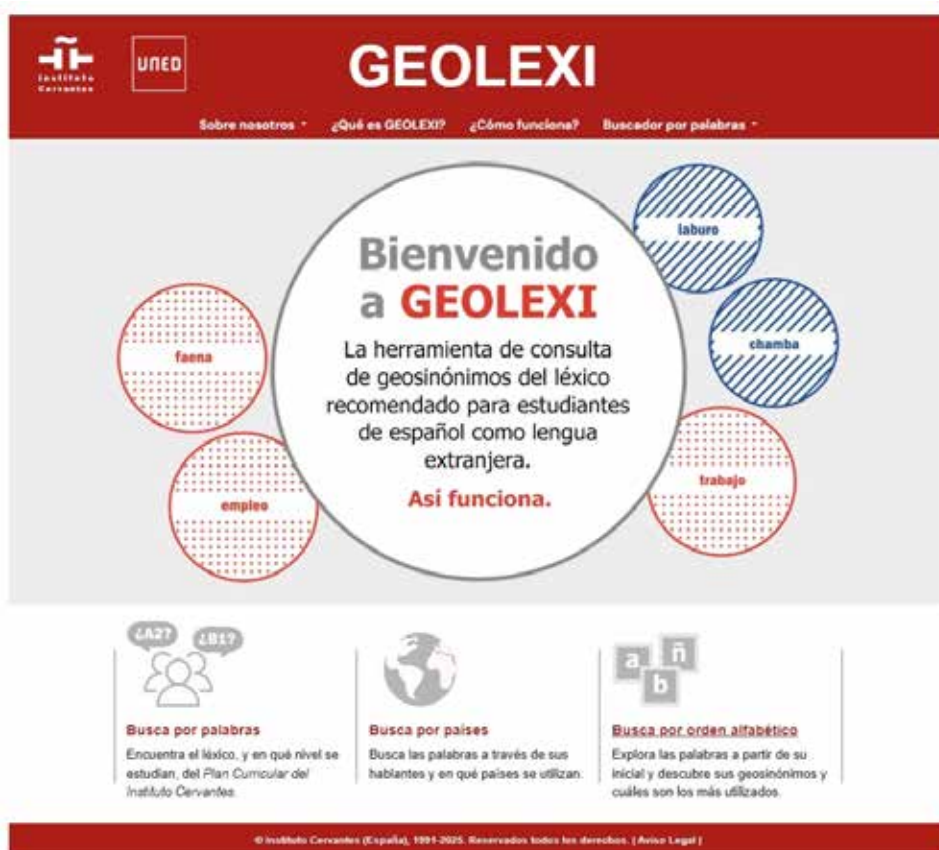 Instituto
Cervantes
UNED
GEOLEXI
Sobre nosotros ¿Qué es GEOLEXI? ¿Cómo funciona? Buscador por palabras
Bienvenido
a GEOLEXI
La herramienta de consulta
de geosinónimos del léxico
recomendado para estudiantes
de español como lengua
extranjera.
Así funciona.
laburo
chamba
faena
trabajo
empleo
¿A2? ¿B1?
Busca por palabras
Encuentra el léxico, y en qué nivel se
estudian, del Plan Curricular del
Instituto Cervantes.
Busca por países
Busca las palabras a través de sus
hablantes y en qué países se utilizan.
a ñ
b
Busca por orden alfabético
Explora las palabras a partir de su
inicial y descubre sus geosinónimos y
cuáles son los más utilizados.
© Instituto Cervantes (España), 1991-2025. Reservados todos los derechos. | Aviso Legal |